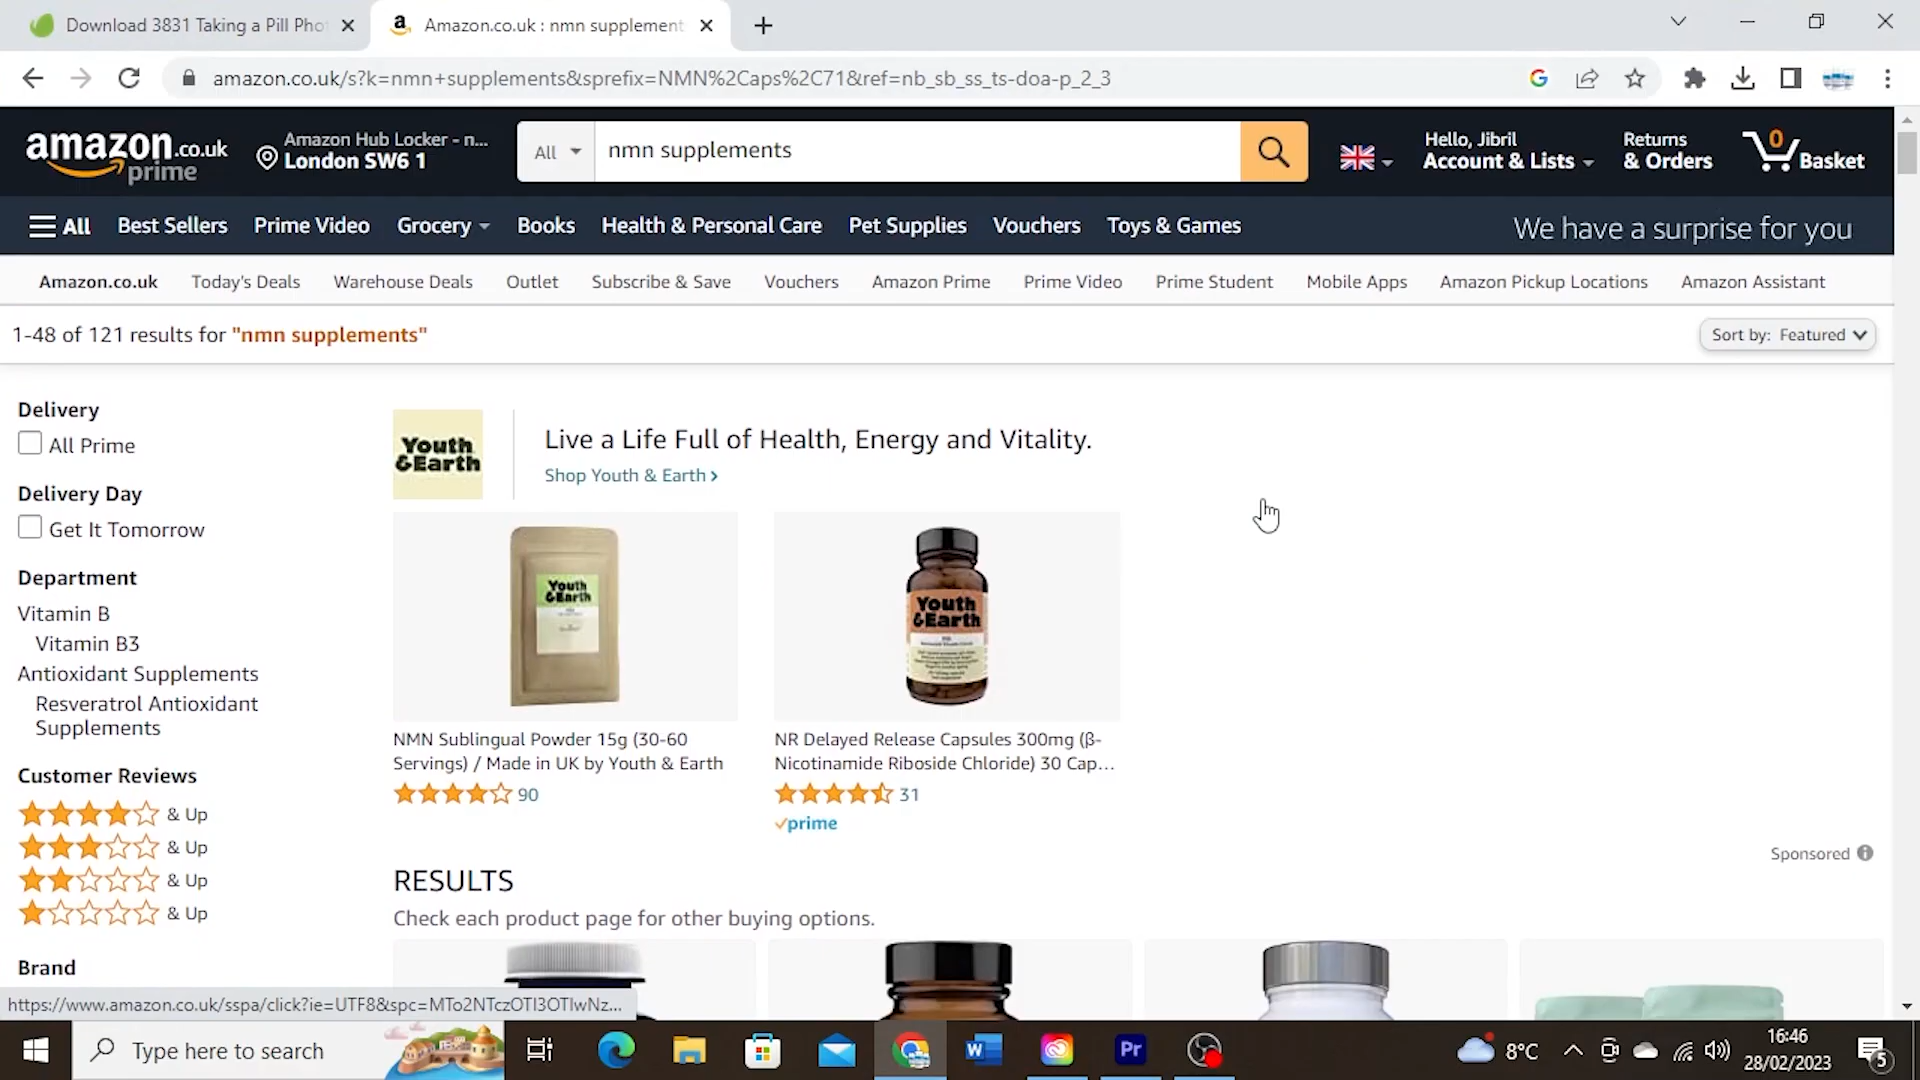 Download 3831 Taking a Pill Pho
Amazon.co.uk : nmn supplement
amazon.co.uk/s?k=nmn+supplements&sprefix=NMN%2Caps%2C71&ref=nb_sb_ss_ts-doa-p_2_3
amazon.co.uk
prime
Amazon Hub Locker - n...
London SW6 1
All
nmn supplements
Hello, Jibril
Account & Lists
Returns
& Orders
0
Basket
All Best Sellers Prime Video Grocery Books Health & Personal Care Pet Supplies Vouchers Toys & Games We have a surprise for you
Amazon.co.uk Today's Deals Warehouse Deals Outlet Subscribe & Save Vouchers Amazon Prime Prime Video Prime Student Mobile Apps Amazon Pickup Locations Amazon Assistant
1-48 of 121 results for "nmn supplements"
Sort by: Featured
Delivery
All Prime
Delivery Day
Get It Tomorrow
Department
Vitamin B
Vitamin B3
Antioxidant Supplements
Resveratrol Antioxidant
Supplements
Customer Reviews
& Up
& Up
& Up
& Up
Brand
Youth
&Earth
Live a Life Full of Health, Energy and Vitality.
Shop Youth & Earth ›
Youth
&Earth
Youth
&Earth
NMN Sublingual Powder 15g (30-60
Servings) / Made in UK by Youth & Earth
90
NR Delayed Release Capsules 300mg (β-
Nicotinamide Riboside Chloride) 30 Cap...
31
prime
Sponsored
RESULTS
Check each product page for other buying options.
https://www.amazon.co.uk/sspa/click?ie=UTF8&spc=MTo2NTczOTI3OTIwNz...
Type here to search
W
Pr
8°C
16:46
28/02/2023
5